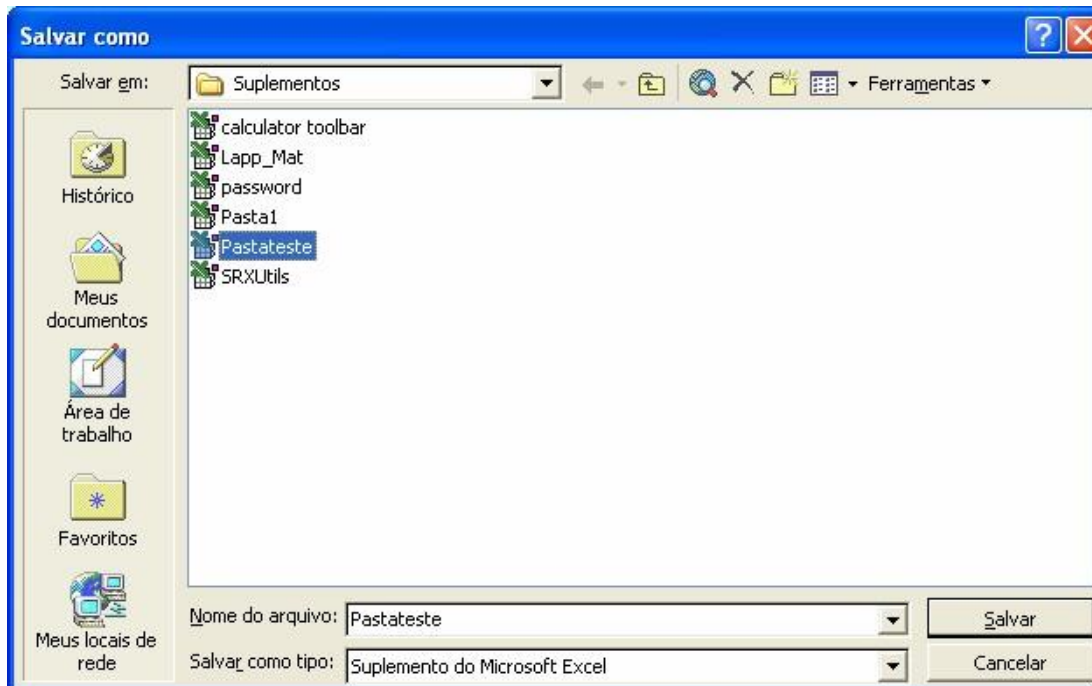 Salvar como
Salvar em:
Suplementos
Ferramentas
Histórico
Meus
documentos
Área de
trabalho
Favoritos
Meus locais de
rede
calculator toolbar
Lapp_Mat
password
Pasta1
Pastateste
SRXUtils
Nome do arquivo:
Pastateste
Salvar
Salvar como tipo:
Suplemento do Microsoft Excel
Cancelar